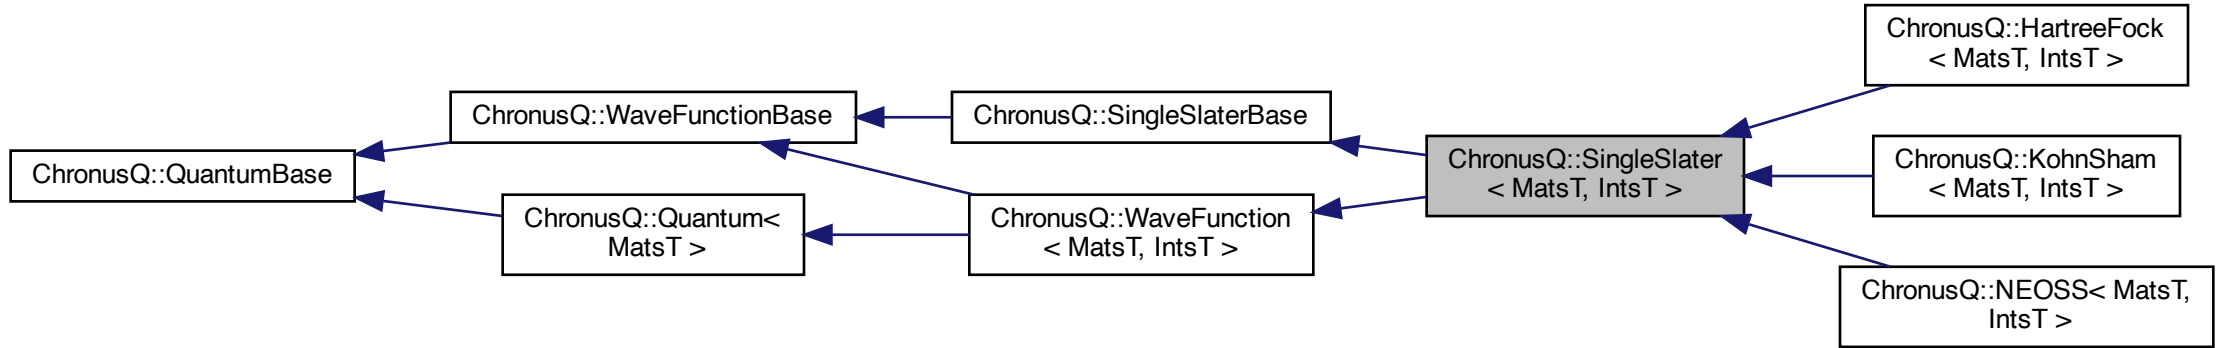 ChronusQ::QuantumBase
ChronusQ::WaveFunctionBase
ChronusQ::Quantum<
MatsT >
ChronusQ::SingleSlaterBase
ChronusQ::WaveFunction
< MatsT, IntsT >
ChronusQ::SingleSlater
< MatsT, IntsT >
ChronusQ::HartreeFock
< MatsT, IntsT >
ChronusQ::KohnSham
< MatsT, IntsT >
ChronusQ::NEOSS< MatsT,
IntsT >